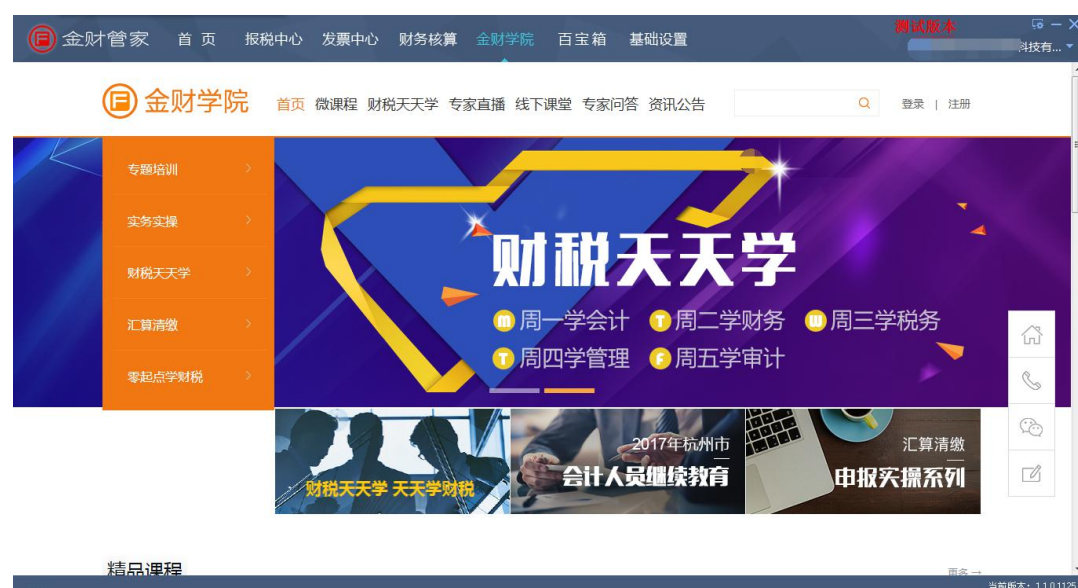 测试版本
金财管家 首 页 报税中心 发票中心 财务核算 金财学院 百宝箱 基础设置
科技有...
金财学院 首页 微课程 财税天天学 专家直播 线下课堂 专家问答 资讯公告 登录 | 注册
专题培训
实务实操
财税天天学
汇算清缴
零起点学财税
财税天天学
M 周一学会计 T 周二学财务 W 周三学税务
T 周四学管理 F 周五学审计
财税天天学 天天学财税
2017年杭州市
会计人员继续教育
汇算清缴
申报实操系列
精品课程 更多→
当前版本: 1.1.0.1125